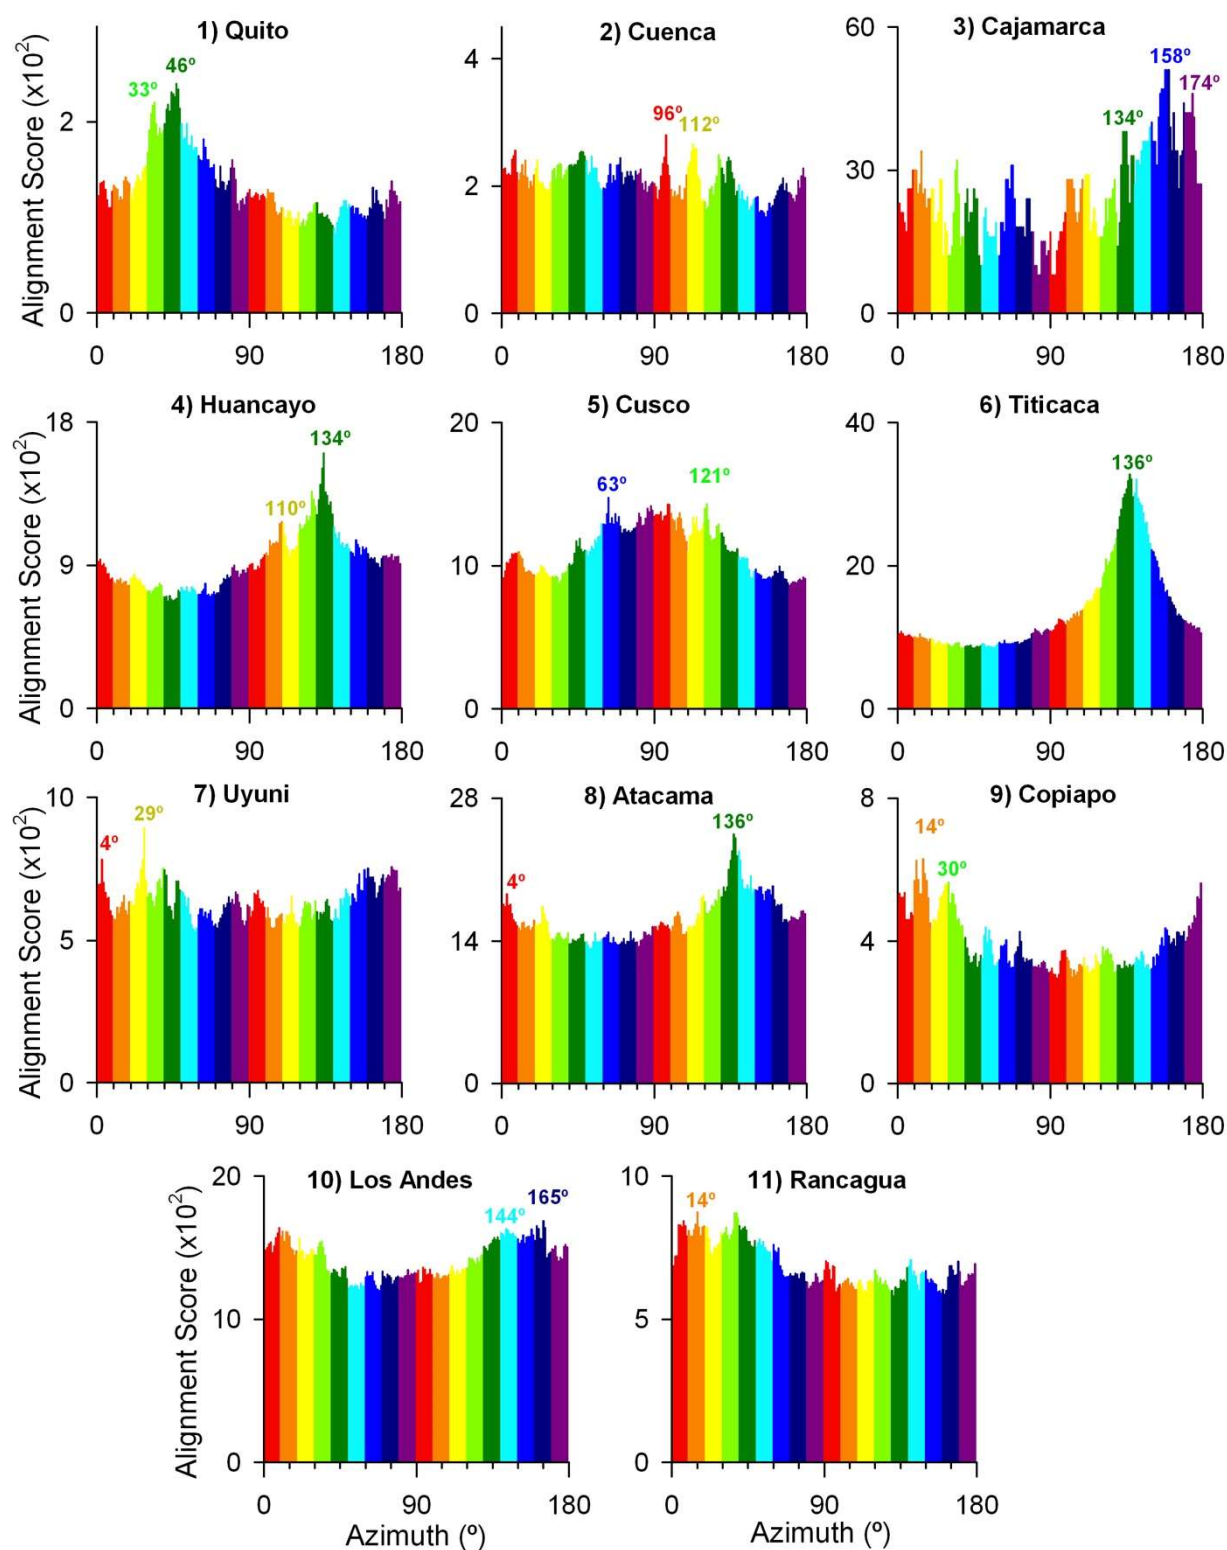 1) Quito
2) Cuenca
3) Cajamarca
Alignment Score (x10²)
33º
46º
96º
112º
134º
158º
174º
2
0
4
2
0
60
30
0
0 90 180
0 90 180
0 90 180
4) Huancayo
5) Cusco
6) Titicaca
Alignment Score (x10²)
110º
134º
63º
121º
136º
18
9
0
20
10
0
40
20
0
0 90 180
0 90 180
0 90 180
7) Uyuni
8) Atacama
9) Copiapo
Alignment Score (x10²)
4º
29º
4º
136º
14º
30º
10
5
0
28
14
0
8
4
0
0 90 180
0 90 180
0 90 180
10) Los Andes
11) Rancagua
Alignment Score (x10²)
144º
165º
14º
20
10
0
10
5
0
0 90 180
0 90 180
Azimuth (º)
Azimuth (º)